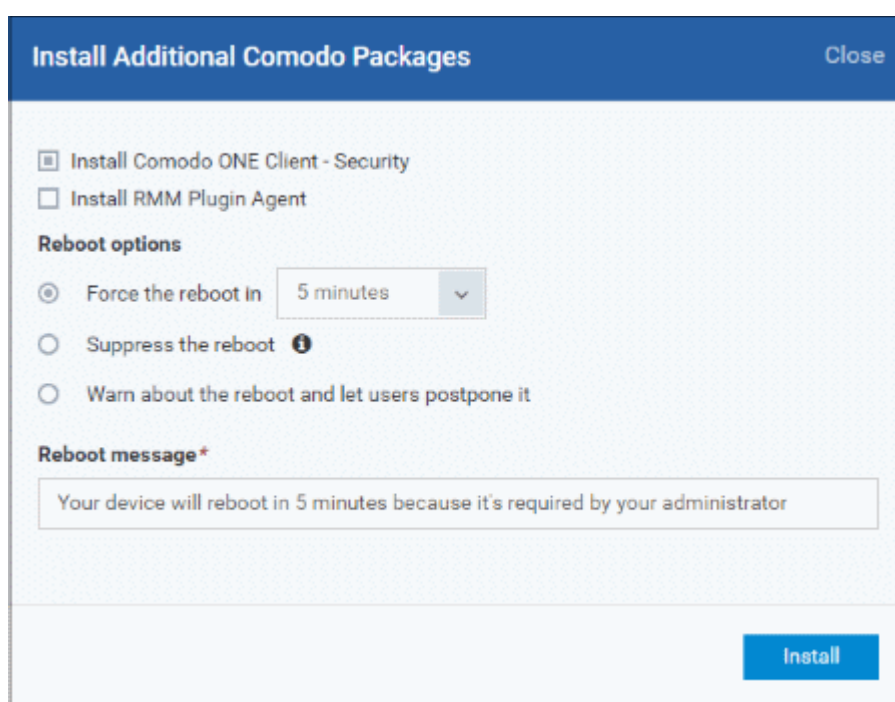 Install Additional Comodo Packages Close
Install Comodo ONE Client - Security
Install RMM Plugin Agent
Reboot options
Force the reboot in 5 minutes
Suppress the reboot
Warn about the reboot and let users postpone it
Reboot message*
Your device will reboot in 5 minutes because it's required by your administrator
Install